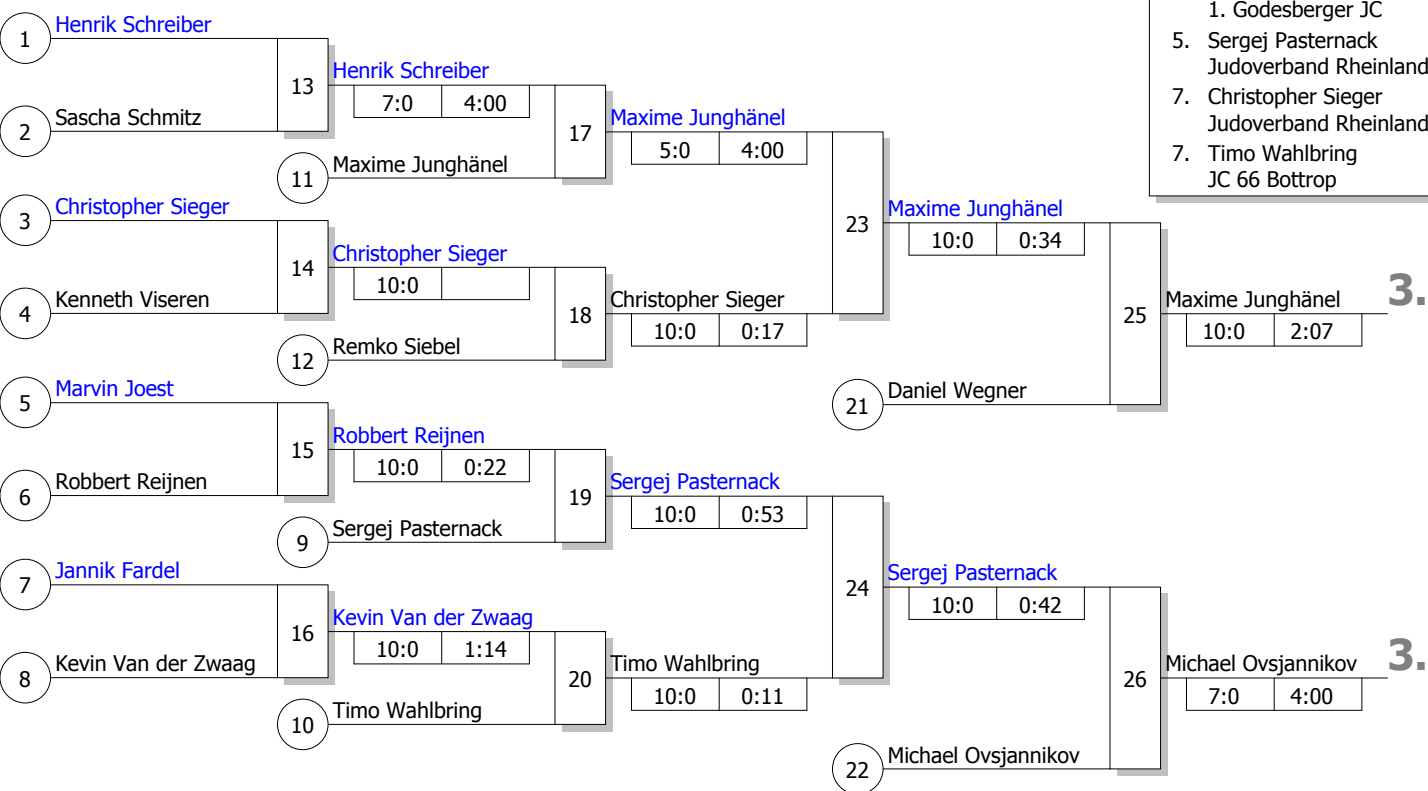 1. Godesberger JC
5. Sergej Pasternack
Judoverband Rheinland
7. Christopher Sieger
Judoverband Rheinland
7. Timo Wahlbring
JC 66 Bottrop
1 Henrik Schreiber
13
Henrik Schreiber
7:0 4:00
2 Sascha Schmitz
17
Maxime Junghänel
5:0 4:00
11 Maxime Junghänel
3 Christopher Sieger
23
Maxime Junghänel
10:0 0:34
14
Christopher Sieger
10:0
4 Kenneth Viseren
18
Christopher Sieger
10:0 0:17
25
Maxime Junghänel 3.
10:0 2:07
12 Remko Siebel
5 Marvin Joest
21 Daniel Wegner
15
Robbert Reijnen
10:0 0:22
6 Robbert Reijnen
19
Sergej Pasternack
10:0 0:53
9 Sergej Pasternack
7 Jannik Fardel
24
Sergej Pasternack
10:0 0:42
16
Kevin Van der Zwaag
10:0 1:14
8 Kevin Van der Zwaag
20
Timo Wahlbring
10:0 0:11
26
Michael Ovsjannikov 3.
7:0 4:00
10 Timo Wahlbring
22 Michael Ovsjannikov